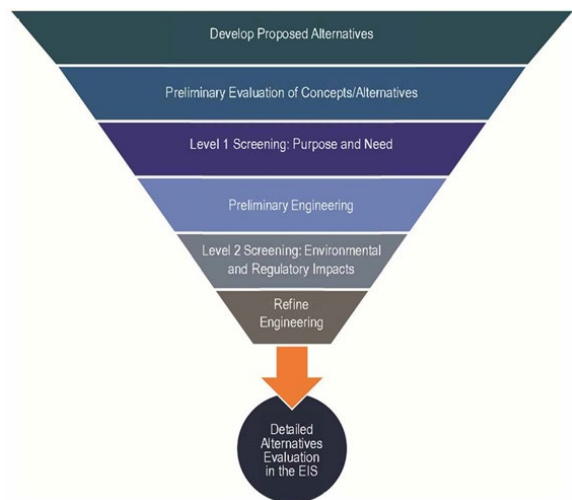 Develop Proposed Alternatives
Preliminary Evaluation of Concepts/Alternatives
Level 1 Screening: Purpose and Need
Preliminary Engineering
Level 2 Screening: Environmental
and Regulatory Impacts
Refine
Engineering
Detailed
Alternatives
Evaluation
in the EIS